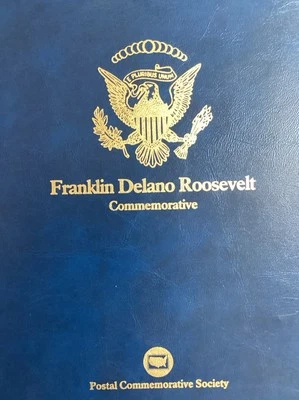 E PLURIBUS UNUM
Franklin Delano Roosevelt
Commemorative
Postal Commemorative Society